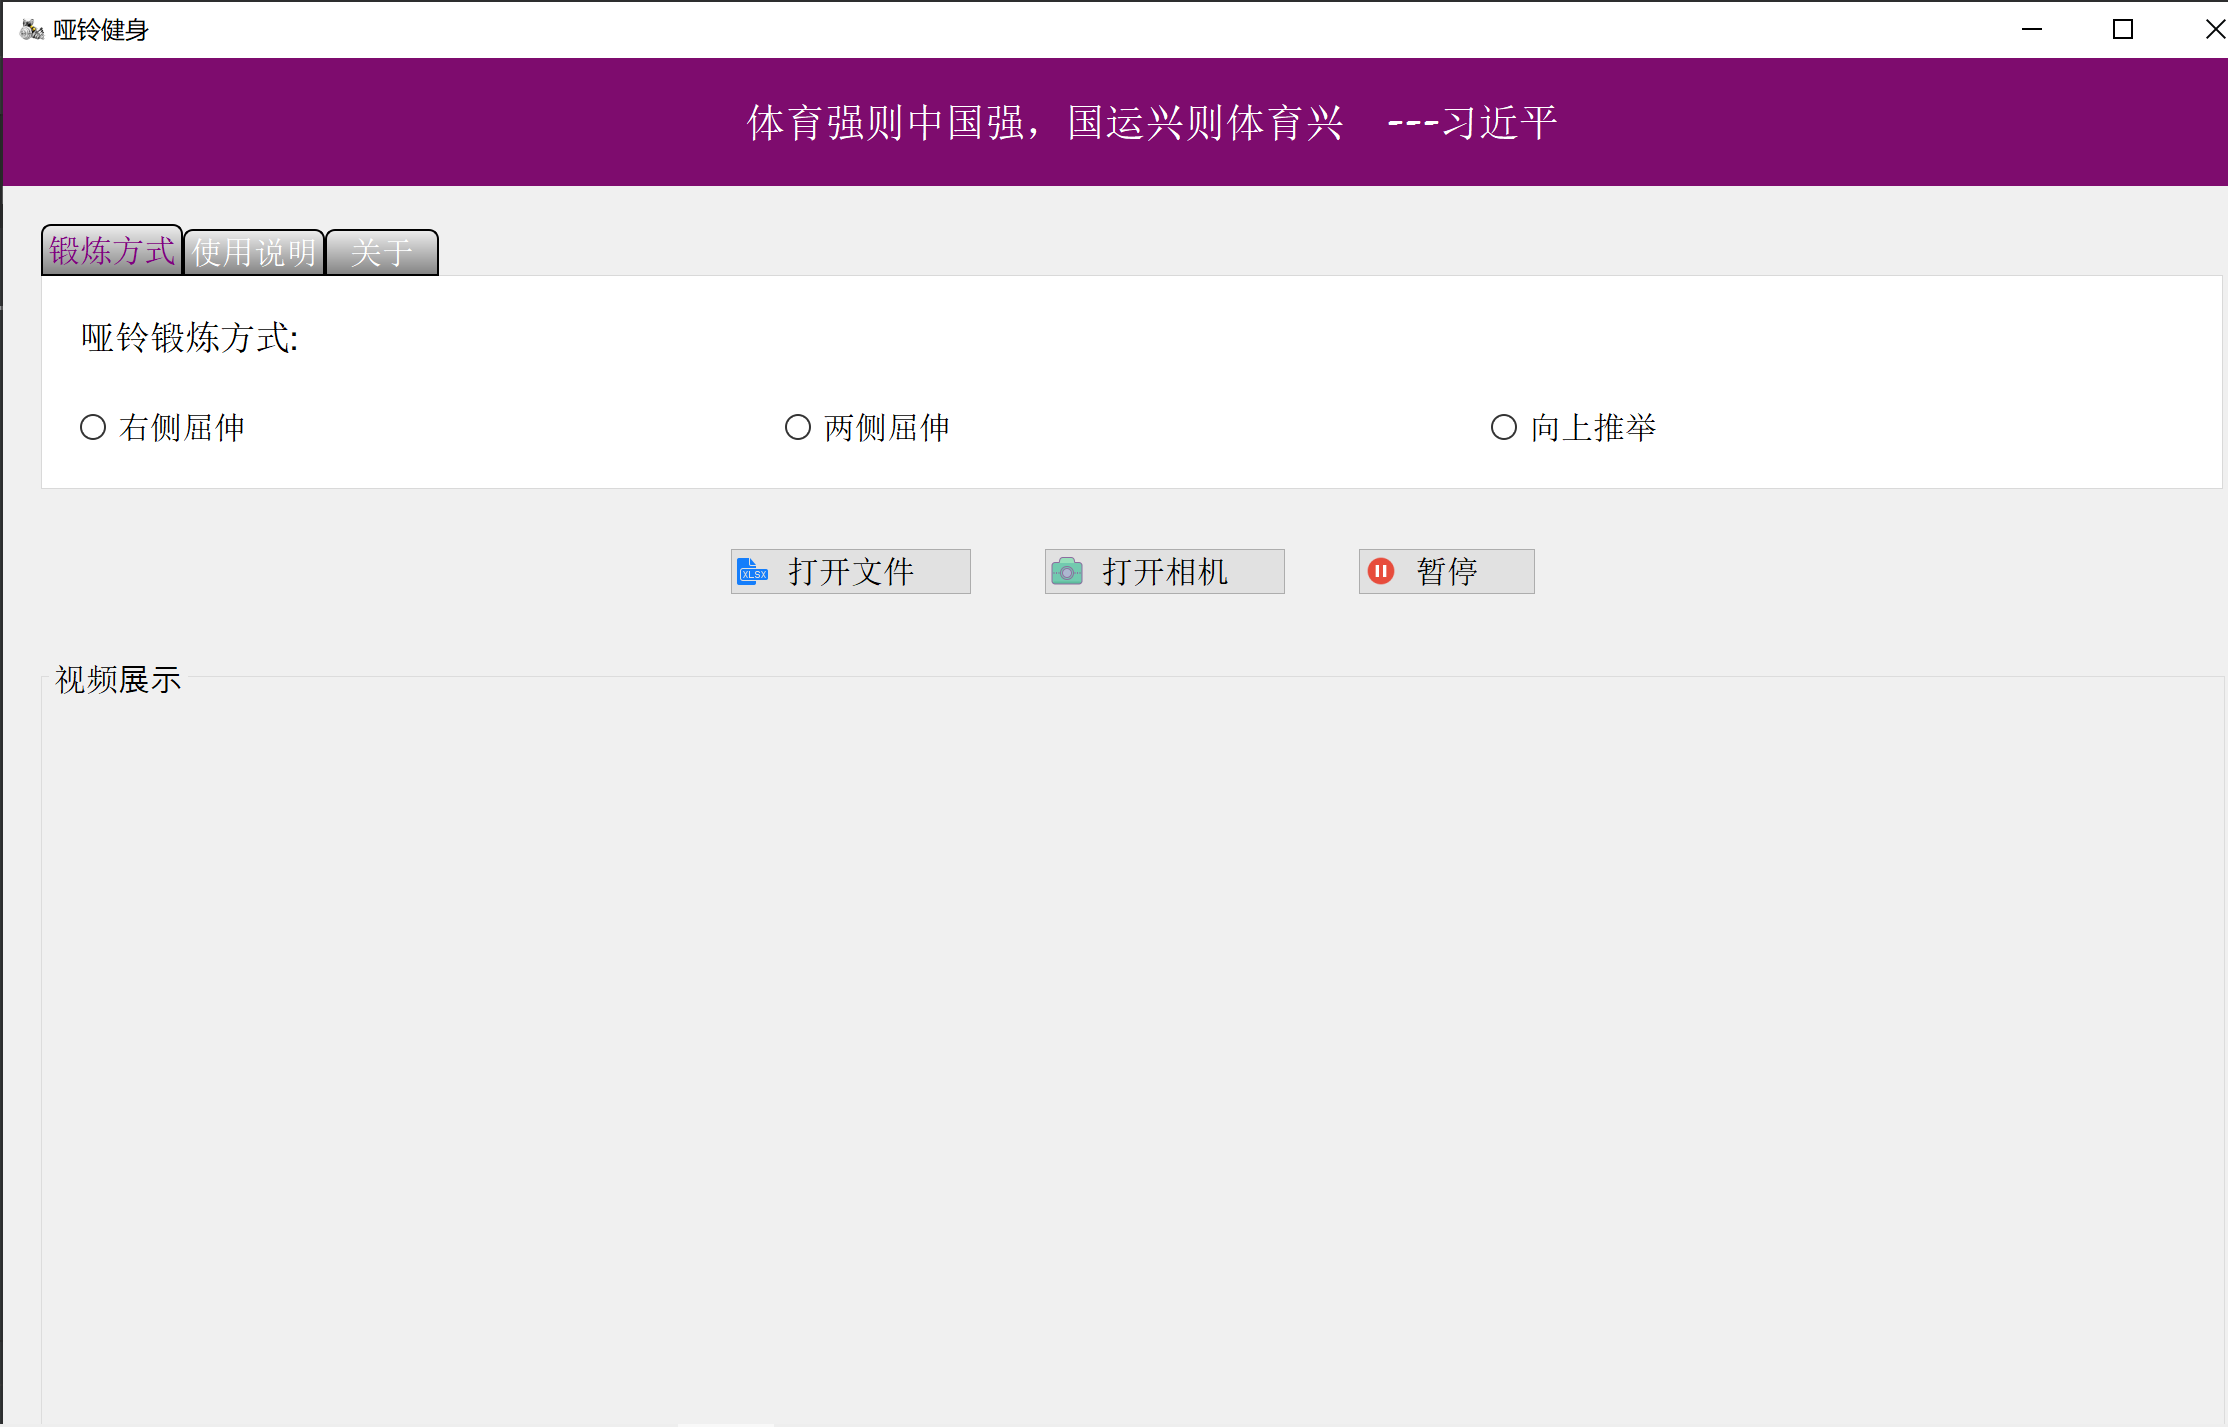 哑铃健身
体育强则中国强，国运兴则体育兴 ---习近平
锻炼方式 使用说明 关于
哑铃锻炼方式:
右侧屈伸 两侧屈伸 向上推举
XLSX 打开文件 打开相机 暂停
视频展示